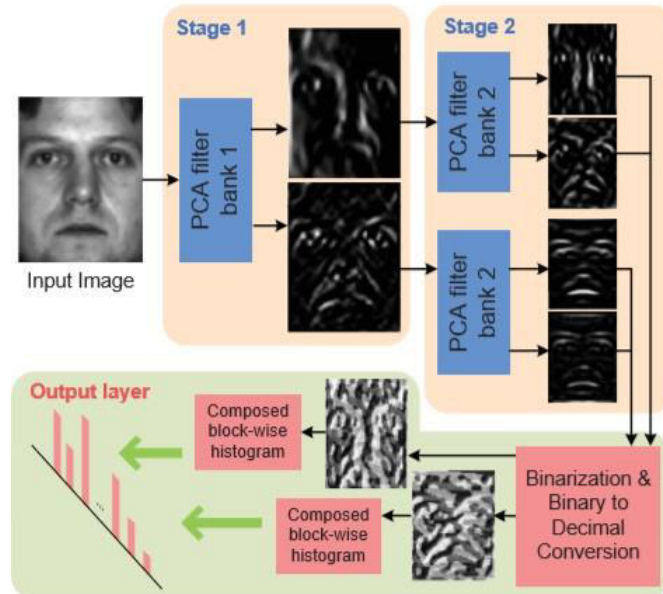 Stage 1
Stage 2
Input Image
PCA filter
bank 1
PCA filter
bank 2
PCA filter
bank 2
Output layer
...
Composed
block-wise
histogram
Composed
block-wise
histogram
Binarization &
Binary to
Decimal
Conversion